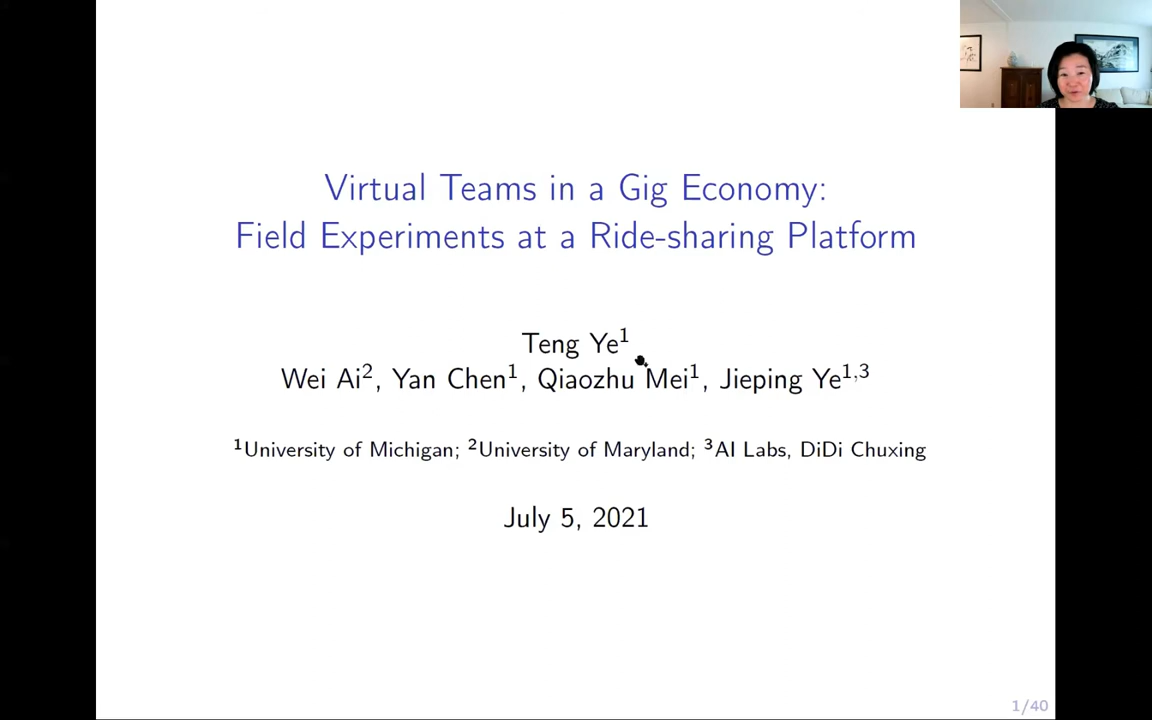 Virtual Teams in a Gig Economy:
Field Experiments at a Ride-sharing Platform
Teng Ye¹
Wei Ai², Yan Chen¹, Qiaozhu Mei¹, Jieping Ye¹,³
¹University of Michigan; ²University of Maryland; ³AI Labs, DiDi Chuxing
July 5, 2021
1/40